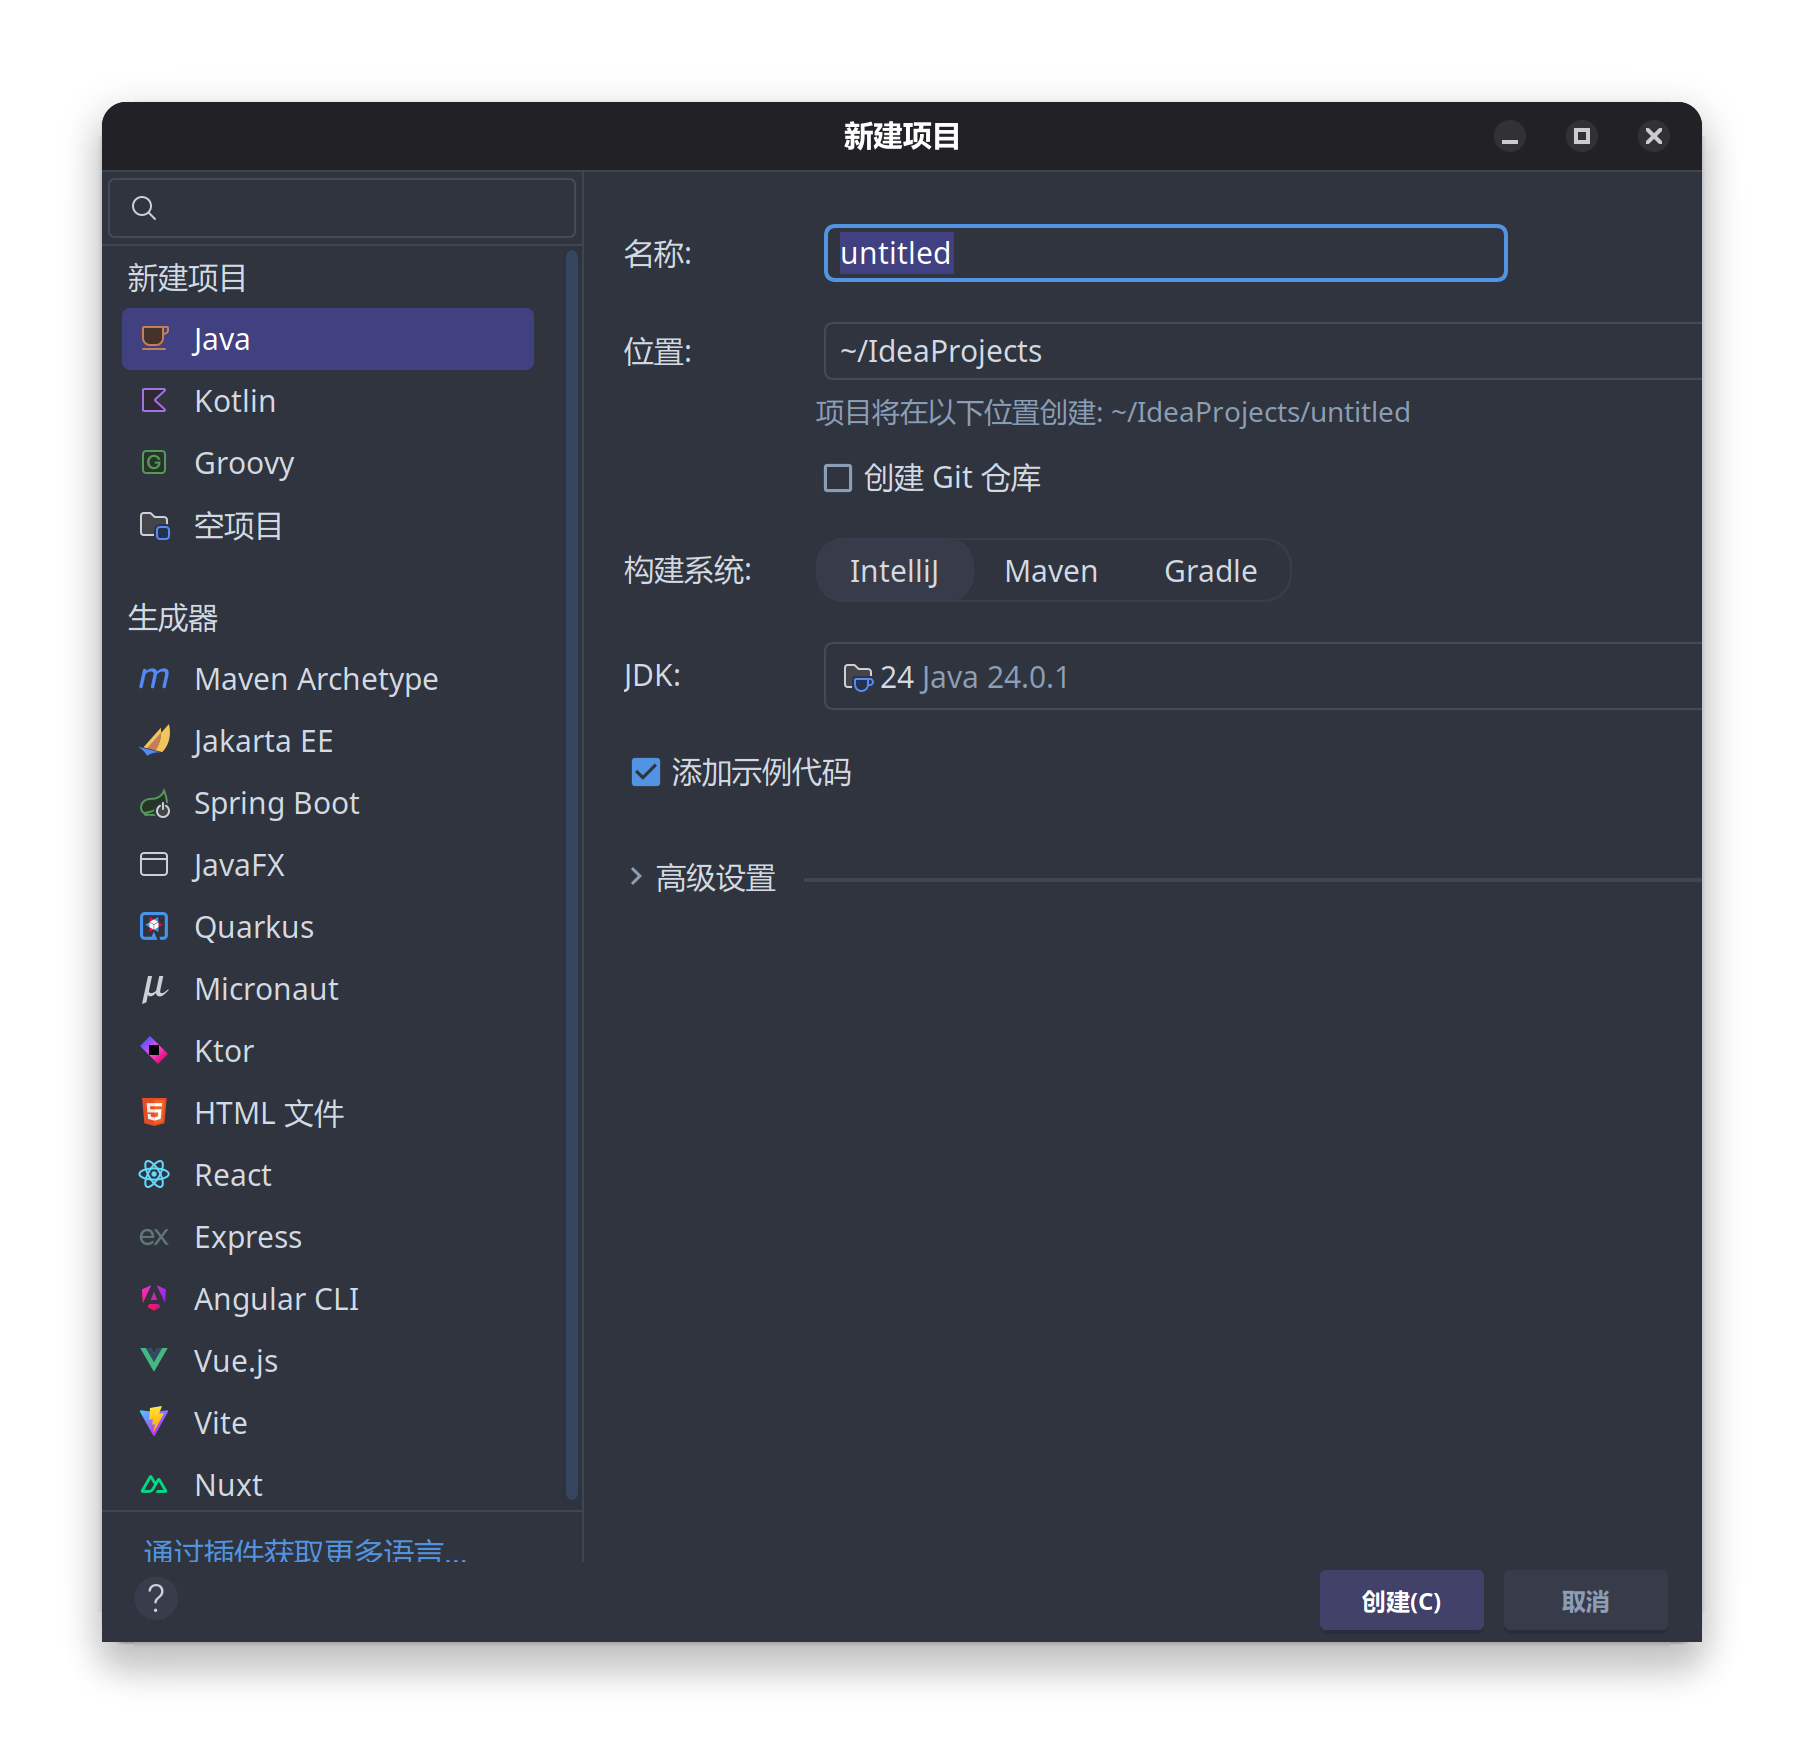 新建项目
新建项目
Java
Kotlin
Groovy
空项目
生成器
Maven Archetype
Jakarta EE
Spring Boot
JavaFX
Quarkus
Micronaut
Ktor
HTML 文件
React
Express
Angular CLI
Vue.js
Vite
Nuxt
通过插件获取更多语言...
名称:
untitled
位置:
~/IdeaProjects
项目将在以下位置创建: ~/IdeaProjects/untitled
创建 Git 仓库
构建系统:
IntelliJ Maven Gradle
JDK:
24 Java 24.0.1
添加示例代码
高级设置
?
创建(C) 取消